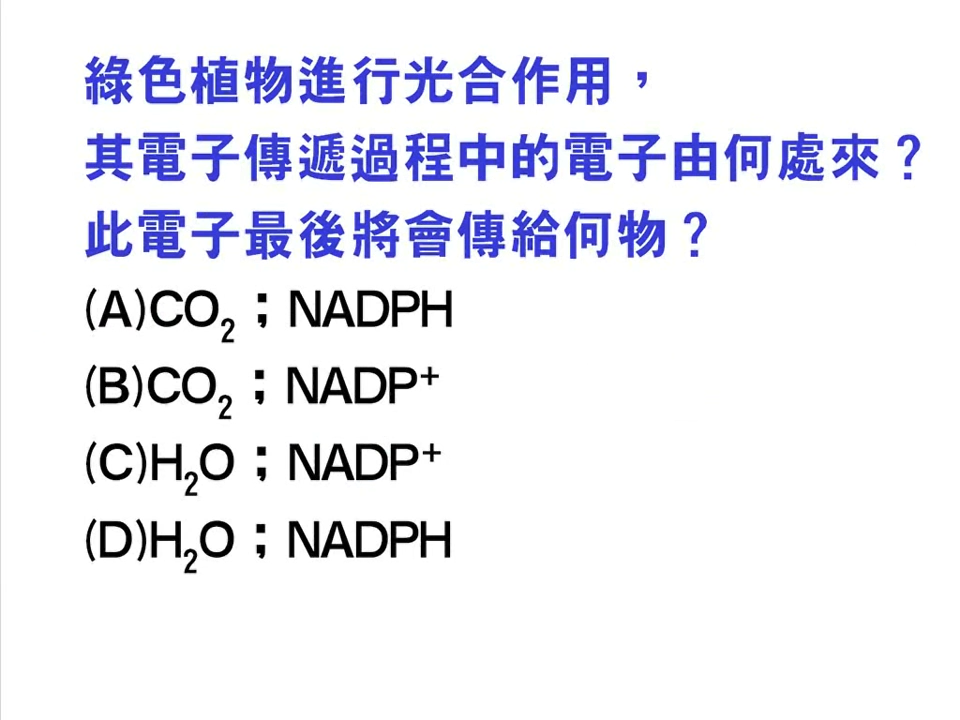 綠色植物進行光合作用，
其電子傳遞過程中的電子由何處來？
此電子最後將會傳給何物？
(A)CO₂；NADPH
(B)CO₂；NADP⁺
(C)H₂O；NADP⁺
(D)H₂O；NADPH